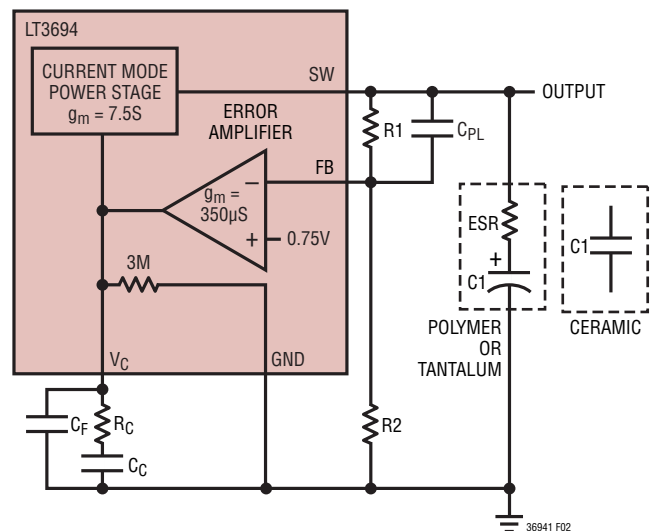 LT3694
CURRENT MODE
POWER STAGE
gm = 7.5S
SW
OUTPUT
ERROR
AMPLIFIER
R1
CPL
FB
gm =
350µS
–
+
0.75V
ESR
+
C1
C1
3M
POLYMER
OR
TANTALUM
CERAMIC
VC
GND
CF
RC
CC
R2
36941 F02